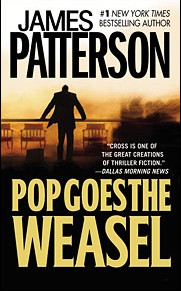 JAMES
#1 NEW YORK TIMES
BESTSELLING AUTHOR
PATTERSON
"CROSS IS ONE OF
THE GREAT CREATIONS
OF THRILLER FICTION."
—DALLAS MORNING NEWS
POP GOES THE
WEASEL